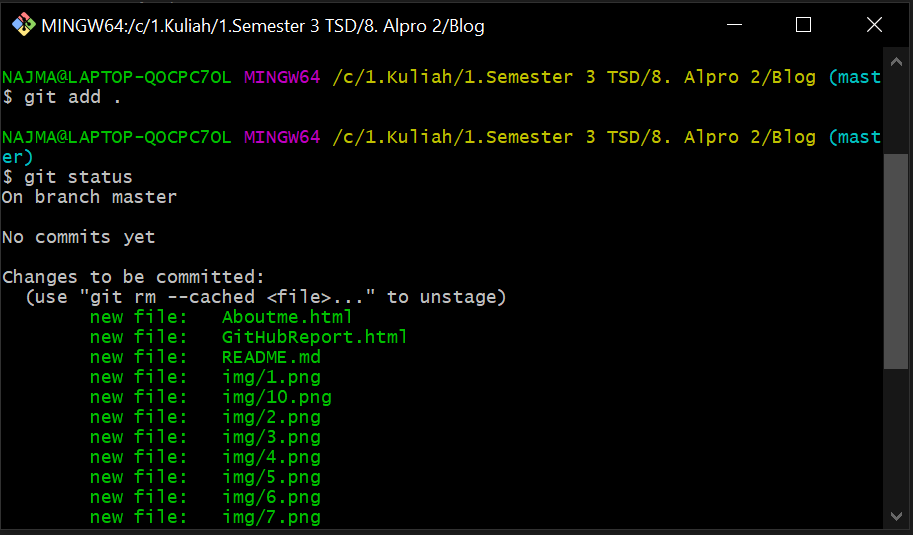 MINGW64:/c/1.Kuliah/1.Semester 3 TSD/8. Alpro 2/Blog
NAJMA@LAPTOP-QOCPC7OL MINGW64 /c/1.Kuliah/1.Semester 3 TSD/8. Alpro 2/Blog (mast
$ git add .
NAJMA@LAPTOP-QOCPC7OL MINGW64 /c/1.Kuliah/1.Semester 3 TSD/8. Alpro 2/Blog (mast
er)
$ git status
On branch master
No commits yet
Changes to be committed:
  (use "git rm --cached <file>..." to unstage)
        new file:   Aboutme.html
        new file:   GitHubReport.html
        new file:   README.md
        new file:   img/1.png
        new file:   img/10.png
        new file:   img/2.png
        new file:   img/3.png
        new file:   img/4.png
        new file:   img/5.png
        new file:   img/6.png
        new file:   img/7.png